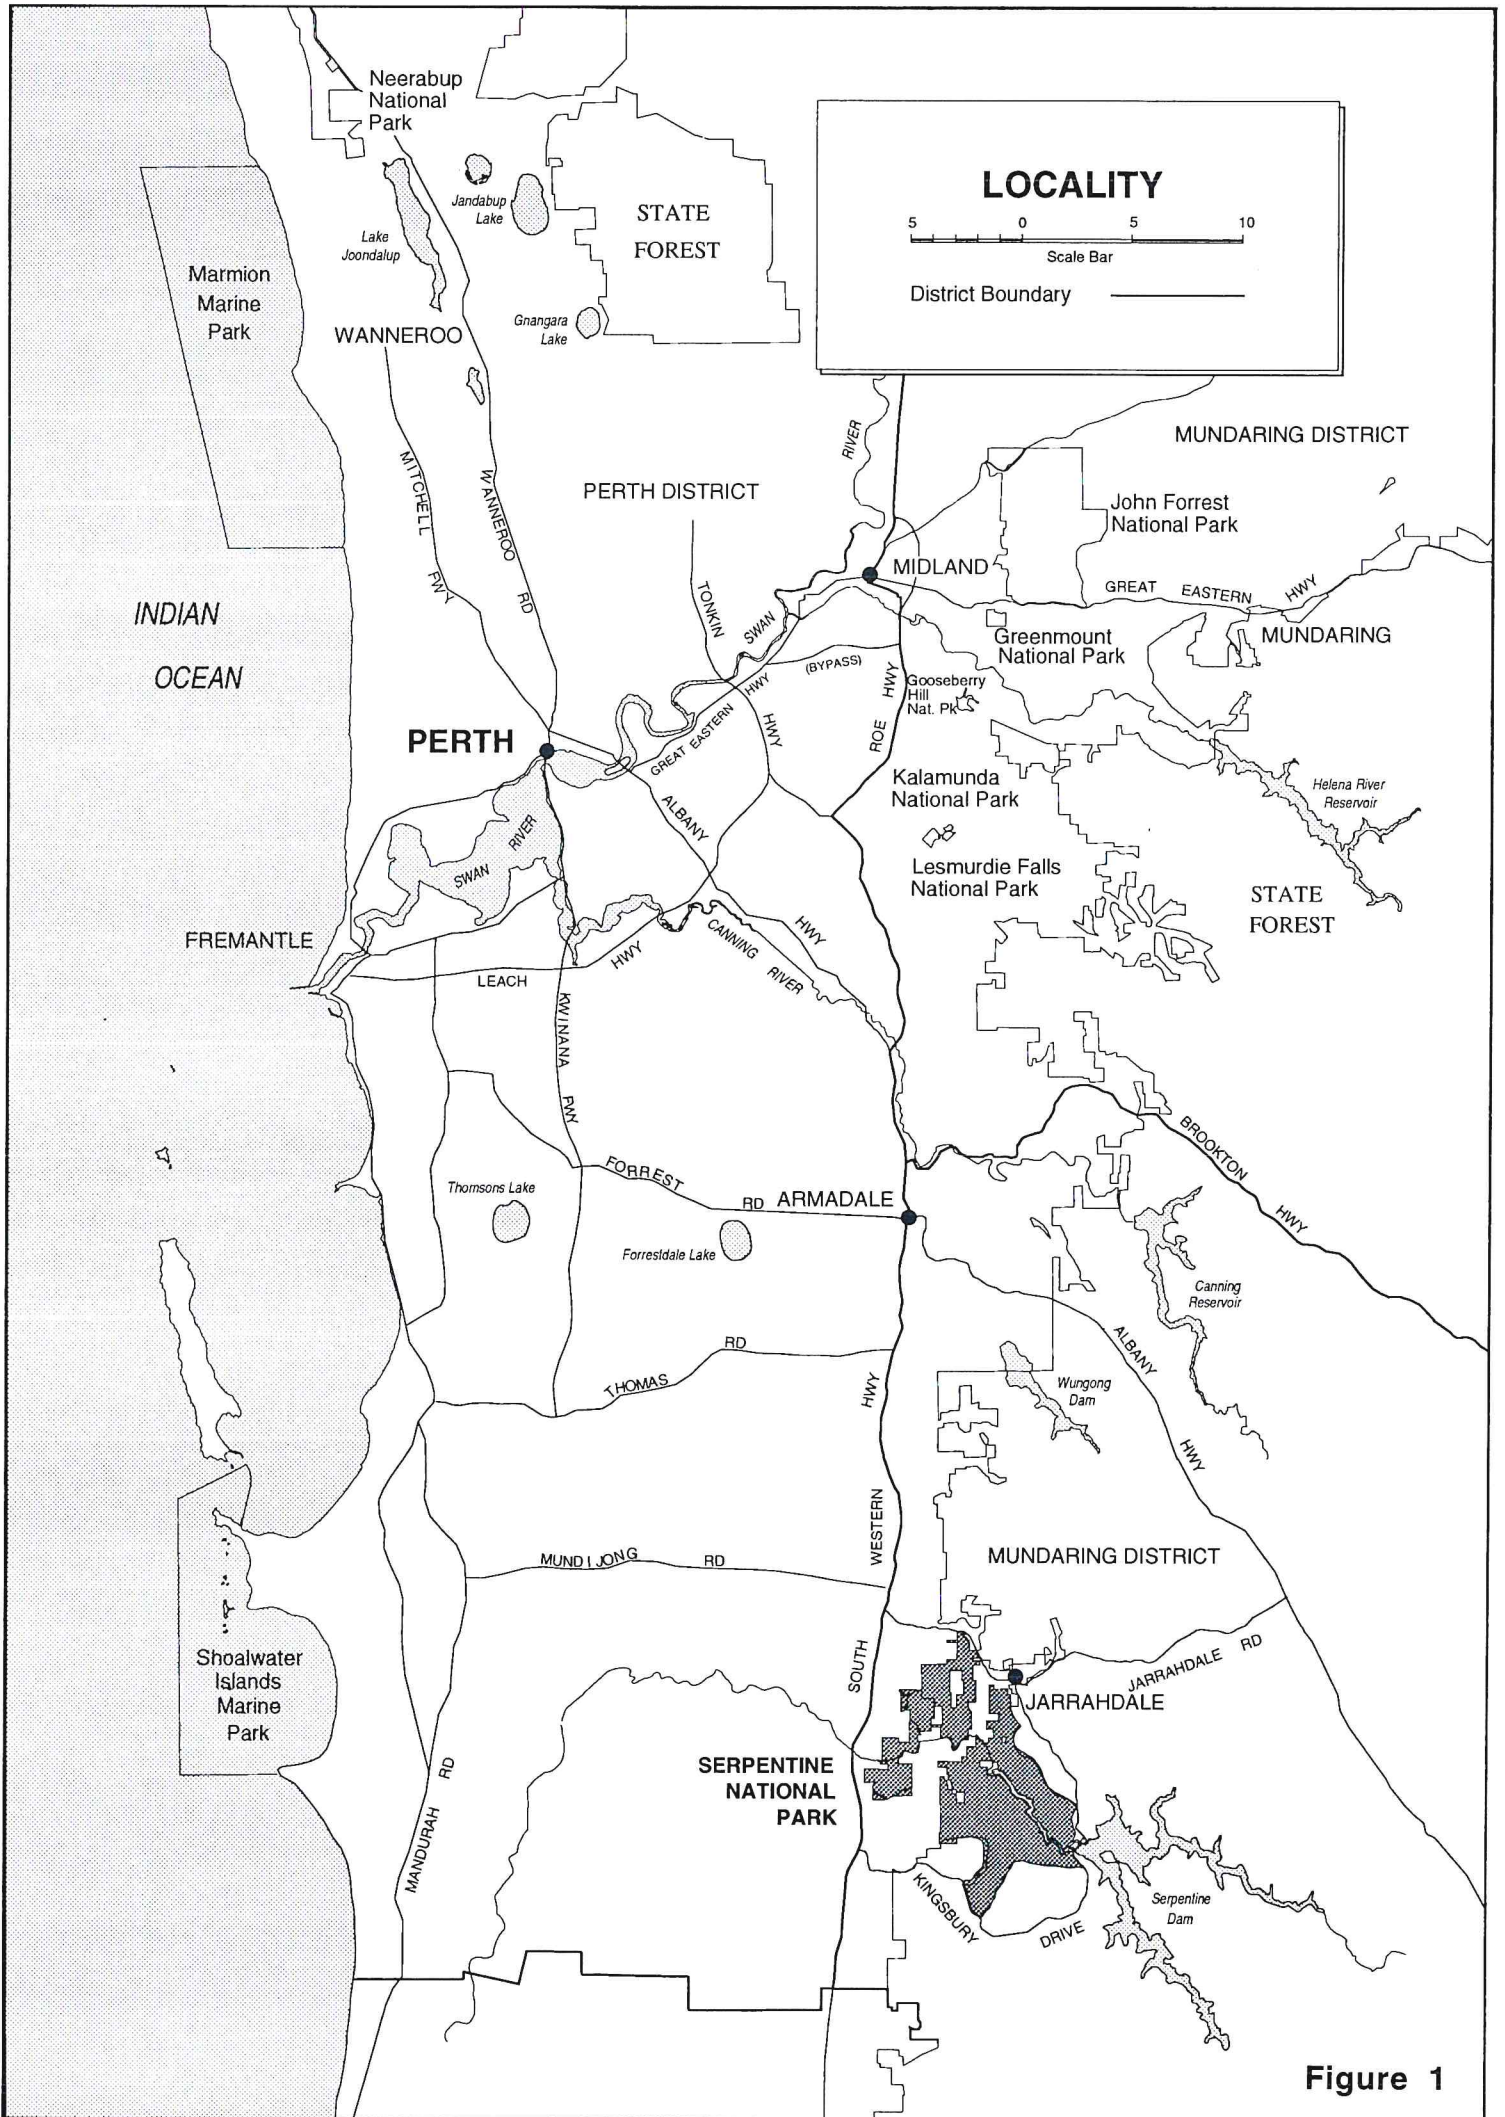 Neerabup
National
Park
LOCALITY
5 0 5 10
Scale Bar
District Boundary
Jandabup
Lake
STATE
FOREST
Lake
Joondalup
Marmion
Marine
Park
Gnangara
Lake
WANNEROO
RIVER
MUNDARING DISTRICT
MITCHELL
FWY
WANNEROO
RD
PERTH DISTRICT
John Forrest
National Park
MIDLAND
TONKIN
HWY
GREAT EASTERN HWY
INDIAN
OCEAN
SWAN
Greenmount
National Park
MUNDARING
(BYPASS)
Gooseberry
Hill
Nat. Pk
ROE HWY
GREAT EASTERN HWY
PERTH
Kalamunda
National Park
Helena River
Reservoir
ALBANY
HWY
SWAN RIVER
Lesmurdie Falls
National Park
STATE
FOREST
FREMANTLE
CANNING RIVER
LEACH HWY
KWINANA
FWY
BROOKTON
HWY
FORREST RD
ARMADALE
Thomsons Lake
Forrestdale Lake
Canning
Reservoir
THOMAS RD
ALBANY
HWY
Wungong
Dam
SOUTH WESTERN HWY
MUNDIJONG RD
MUNDARING DISTRICT
Shoalwater
Islands
Marine
Park
JARRAHDALE RD
JARRAHDALE
SERPENTINE
NATIONAL
PARK
MANDURAH RD
KINGSBURY
DRIVE
Serpentine
Dam
Figure 1